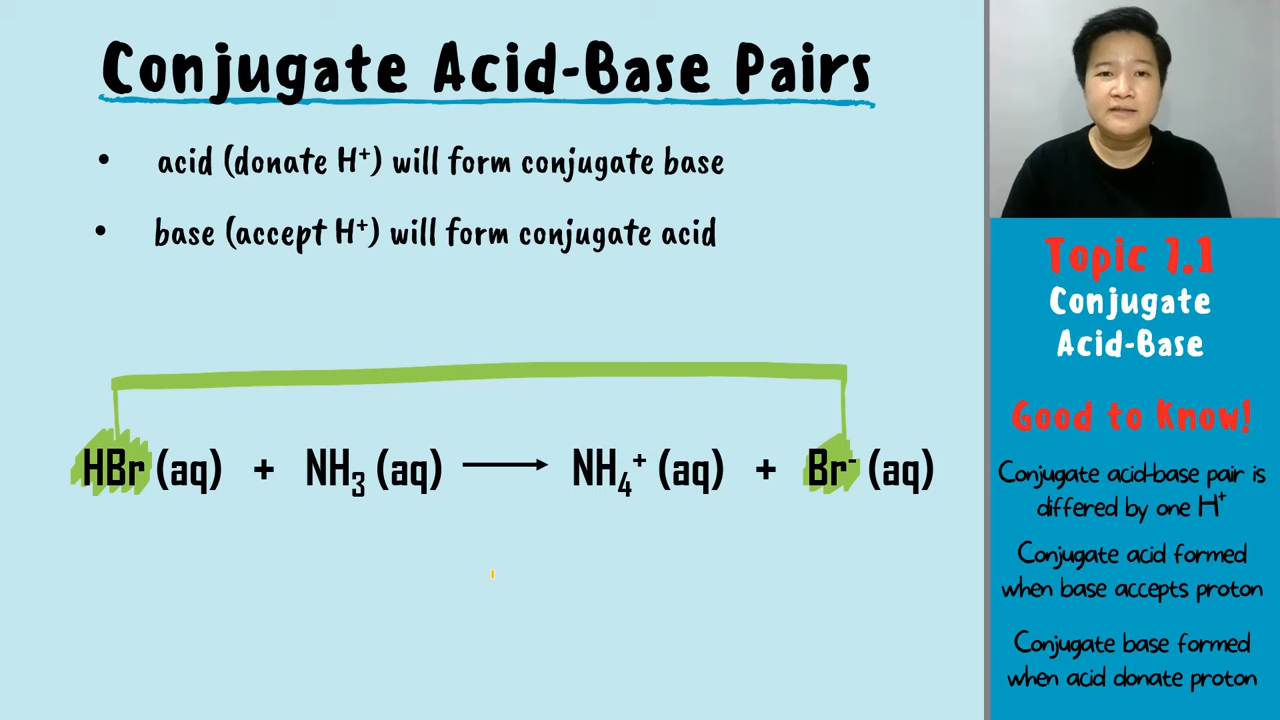 Conjugate Acid-Base Pairs
• acid (donate H⁺) will form conjugate base
• base (accept H⁺) will form conjugate acid
HBr (aq) + NH₃ (aq) ⟶ NH₄⁺ (aq) + Br⁻ (aq)
Topic 7.1
Conjugate
Acid-Base
Good to Know!
Conjugate acid-base pair is
differed by one H⁺
Conjugate acid formed
when base accepts proton
Conjugate base formed
when acid donate proton